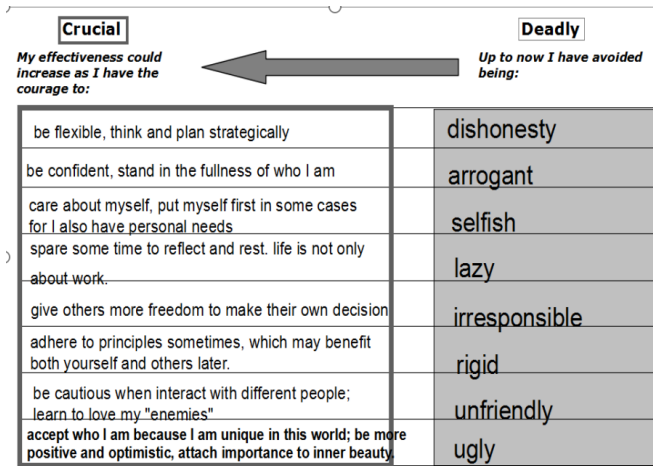 Crucial
Deadly
My effectiveness could
increase as I have the
courage to:
Up to now I have avoided
being:
be flexible, think and plan strategically
dishonesty
be confident, stand in the fullness of who I am
arrogant
care about myself, put myself first in some cases
for I also have personal needs
selfish
spare some time to reflect and rest. life is not only
about work.
lazy
give others more freedom to make their own decision
irresponsible
adhere to principles sometimes, which may benefit
both yourself and others later.
rigid
be cautious when interact with different people;
learn to love my "enemies"
unfriendly
accept who I am because I am unique in this world; be more
positive and optimistic, attach importance to inner beauty.
ugly